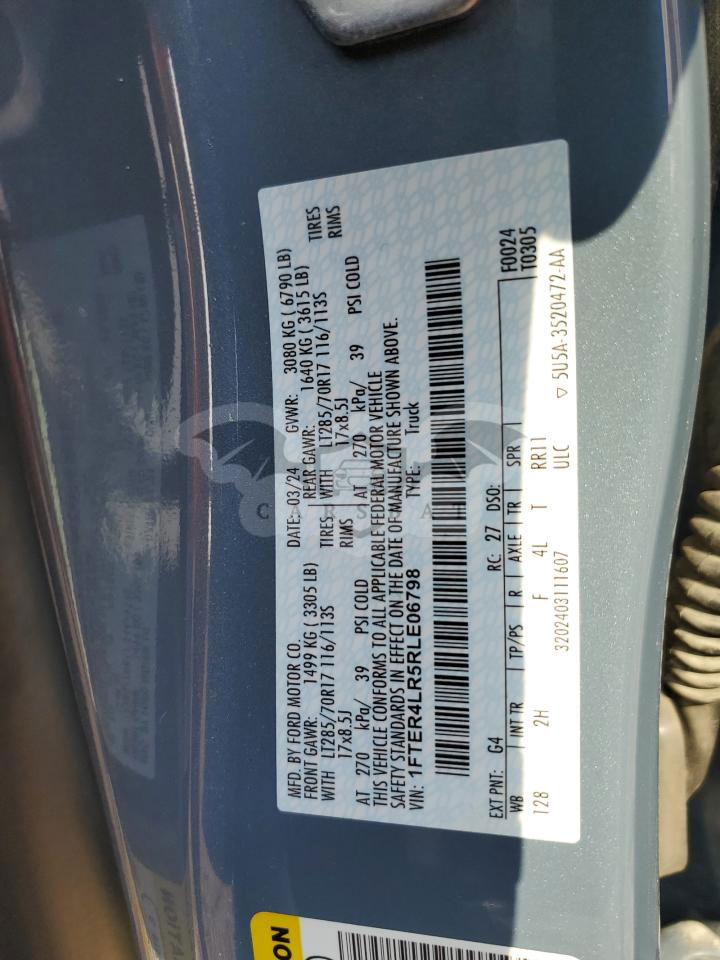 MFD. BY FORD MOTOR CO. DATE: 03/24 GVWR: 3080 KG ( 6790 LB)
FRONT GAWR: 1499 KG ( 3305 LB) REAR GAWR: 1640 KG ( 3615 LB)
WITH LT285/70R17 116/113S TIRES WITH LT285/70R17 116/113S TIRES
17x8.5J RIMS 17x8.5J RIMS
AT 270 kPa/ 39 PSI COLD AT 270 kPa/ 39 PSI COLD
THIS VEHICLE CONFORMS TO ALL APPLICABLE FEDERAL MOTOR VEHICLE
SAFETY STANDARDS IN EFFECT ON THE DATE OF MANUFACTURE SHOWN ABOVE.
VIN: 1FTER4LR5RLE06798 TYPE: Truck
F0024
EXT PNT: G4 RC: 27 DSO: T0305
WB INT TR TP/PS R AXLE TR SPR
128 2H F 4L T RR11
3202403111607 ULC ▽ 5U5A-3520472-AA
ON